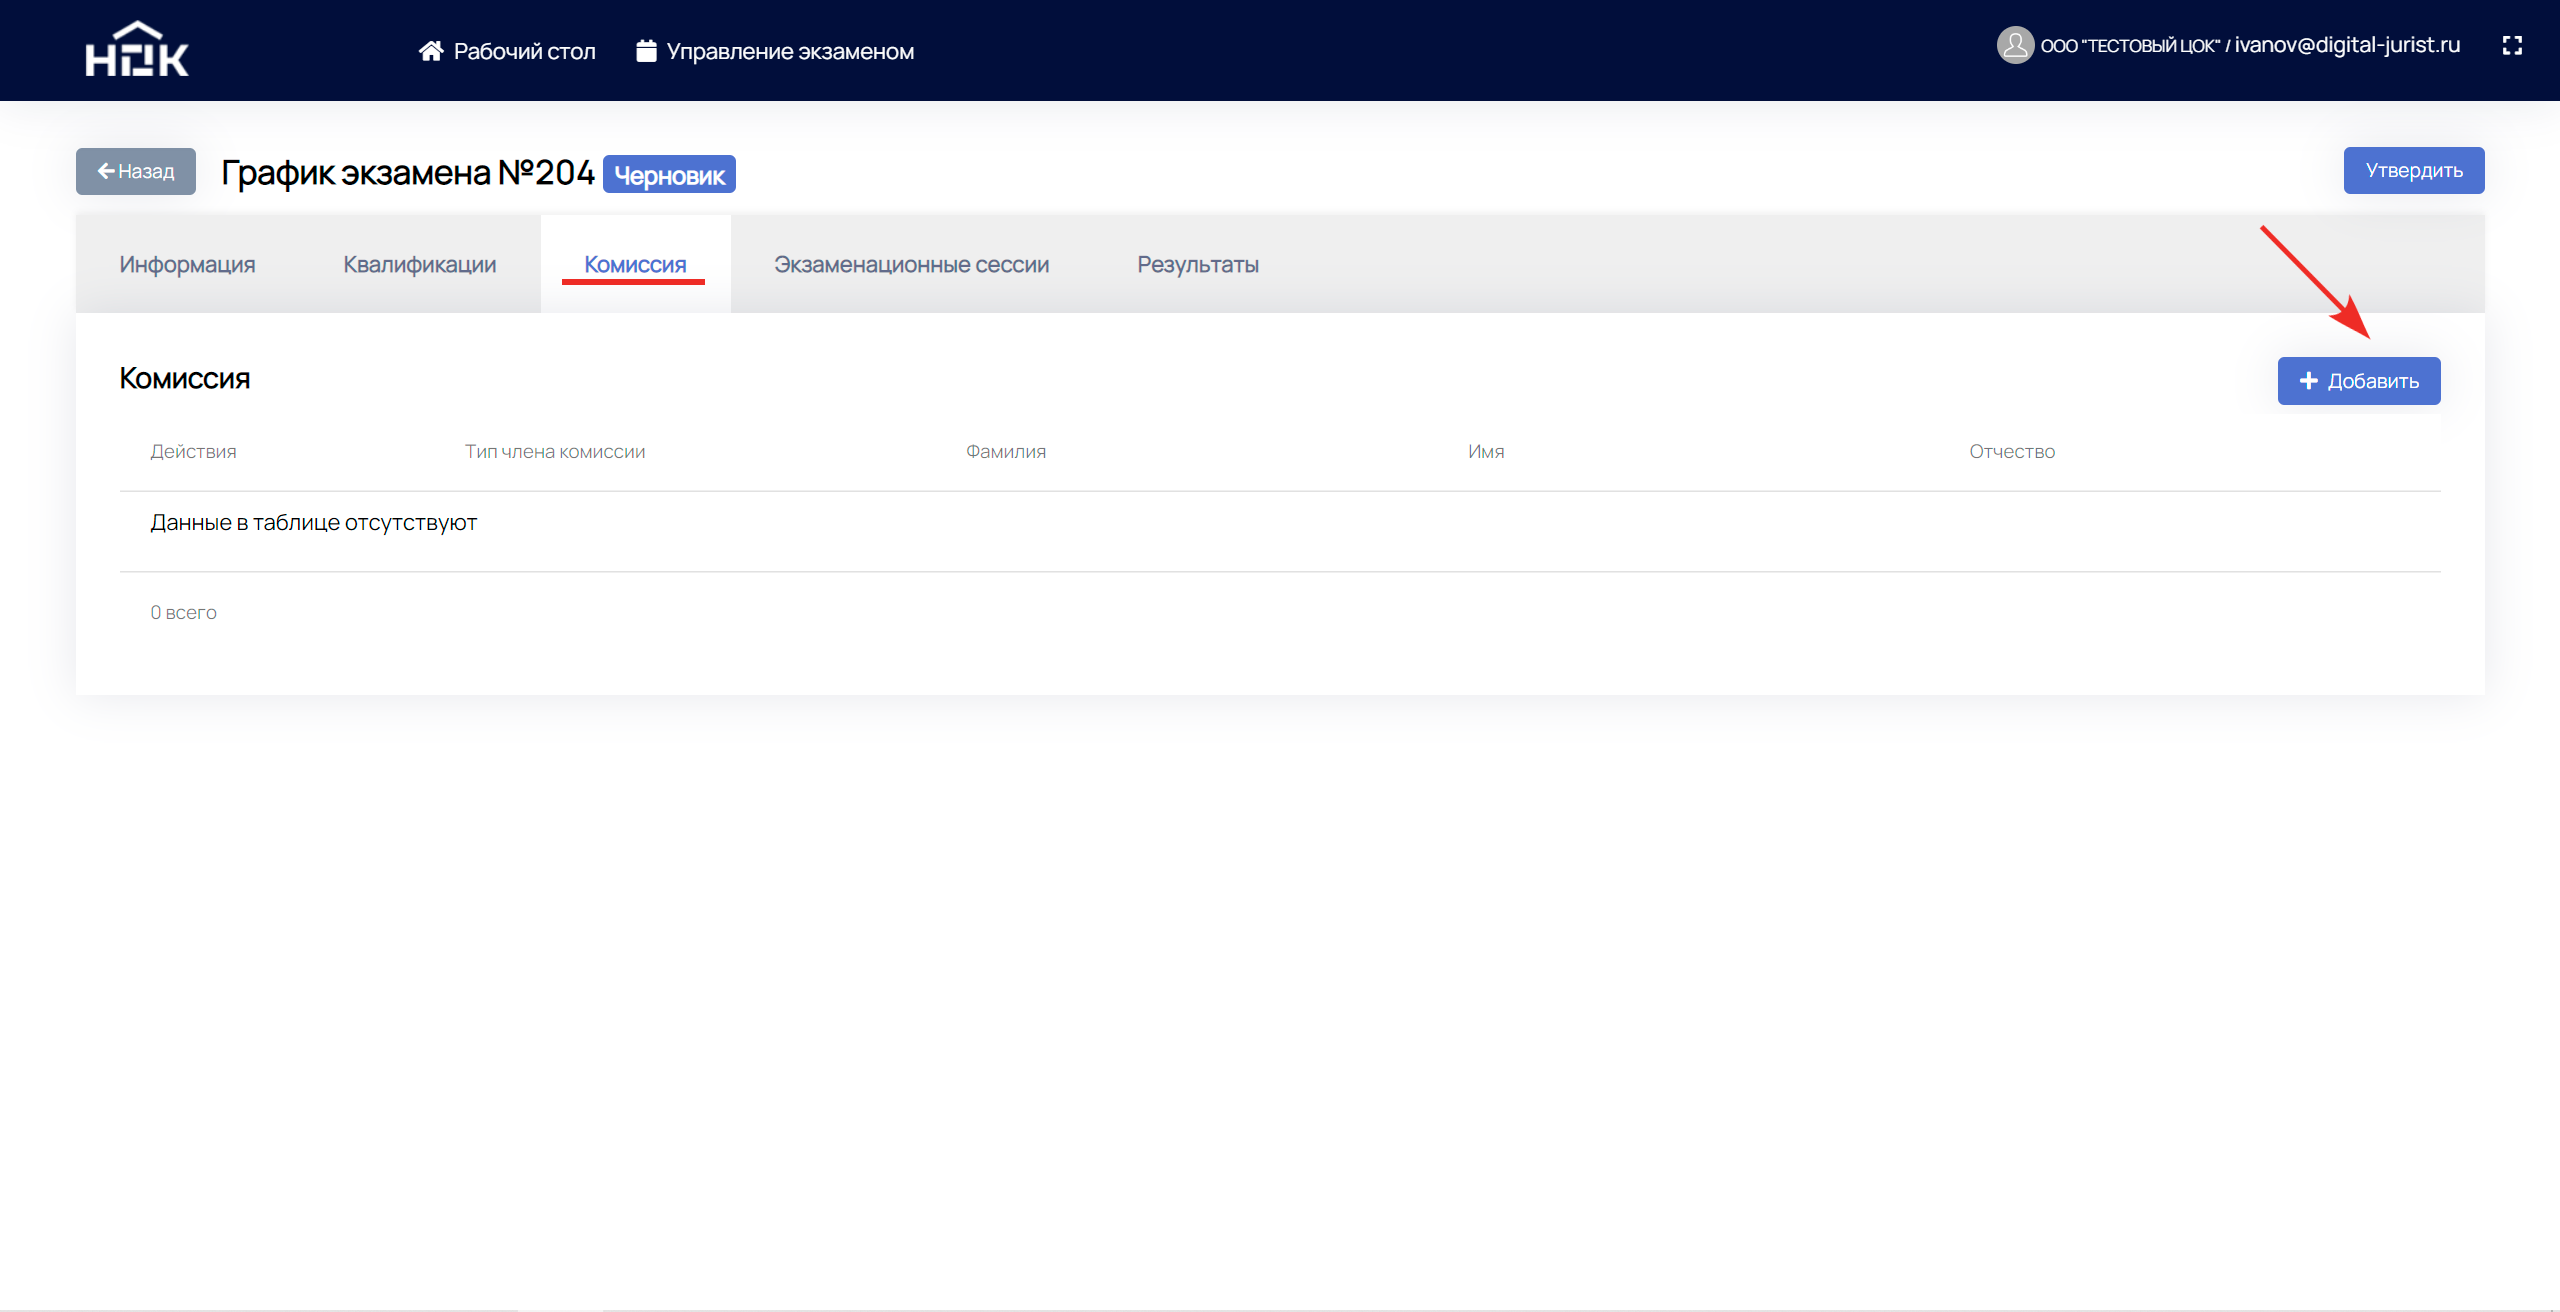 НОК
Рабочий стол
Управление экзаменом
ООО "ТЕСТОВЫЙ ЦОК" / ivanov@digital-jurist.ru
Назад
График экзамена №204 Черновик
Утвердить
Информация
Квалификации
Комиссия
Экзаменационные сессии
Результаты
Комиссия
Добавить
Действия
Тип члена комиссии
Фамилия
Имя
Отчество
Данные в таблице отсутствуют
0 всего